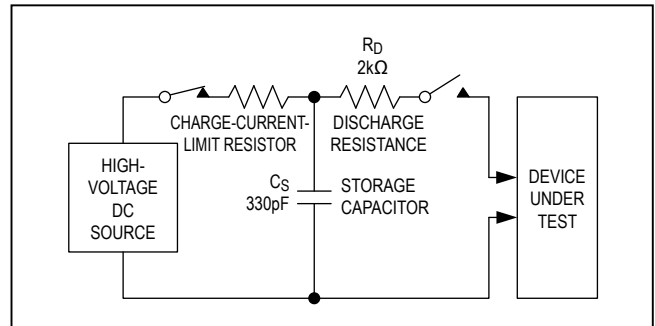 R_D
2kΩ
CHARGE-CURRENT-
LIMIT RESISTOR
DISCHARGE
RESISTANCE
HIGH-
VOLTAGE
DC
SOURCE
C_S
330pF
STORAGE
CAPACITOR
DEVICE
UNDER
TEST